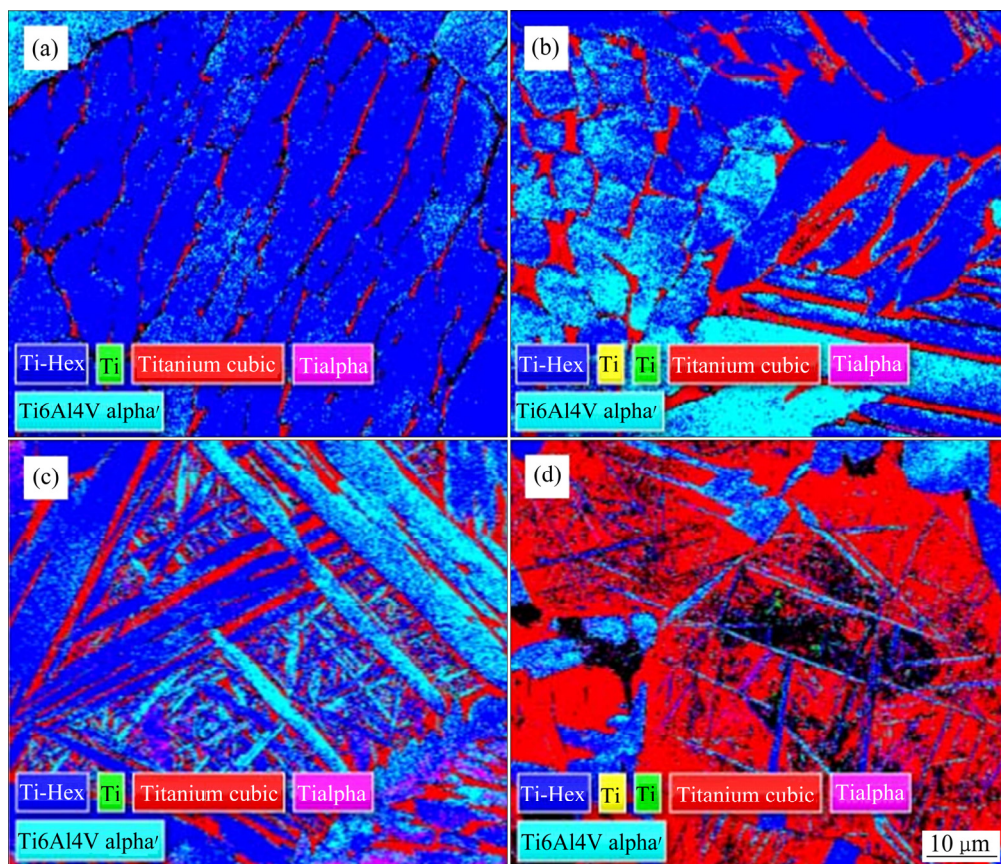 (a)
Ti-Hex Ti Titanium cubic Tialpha
Ti6Al4V alpha′
(b)
Ti-Hex Ti Ti Titanium cubic Tialpha
Ti6Al4V alpha′
(c)
Ti-Hex Ti Titanium cubic Tialpha
Ti6Al4V alpha′
(d)
Ti-Hex Ti Ti Titanium cubic Tialpha
Ti6Al4V alpha′
10 μm